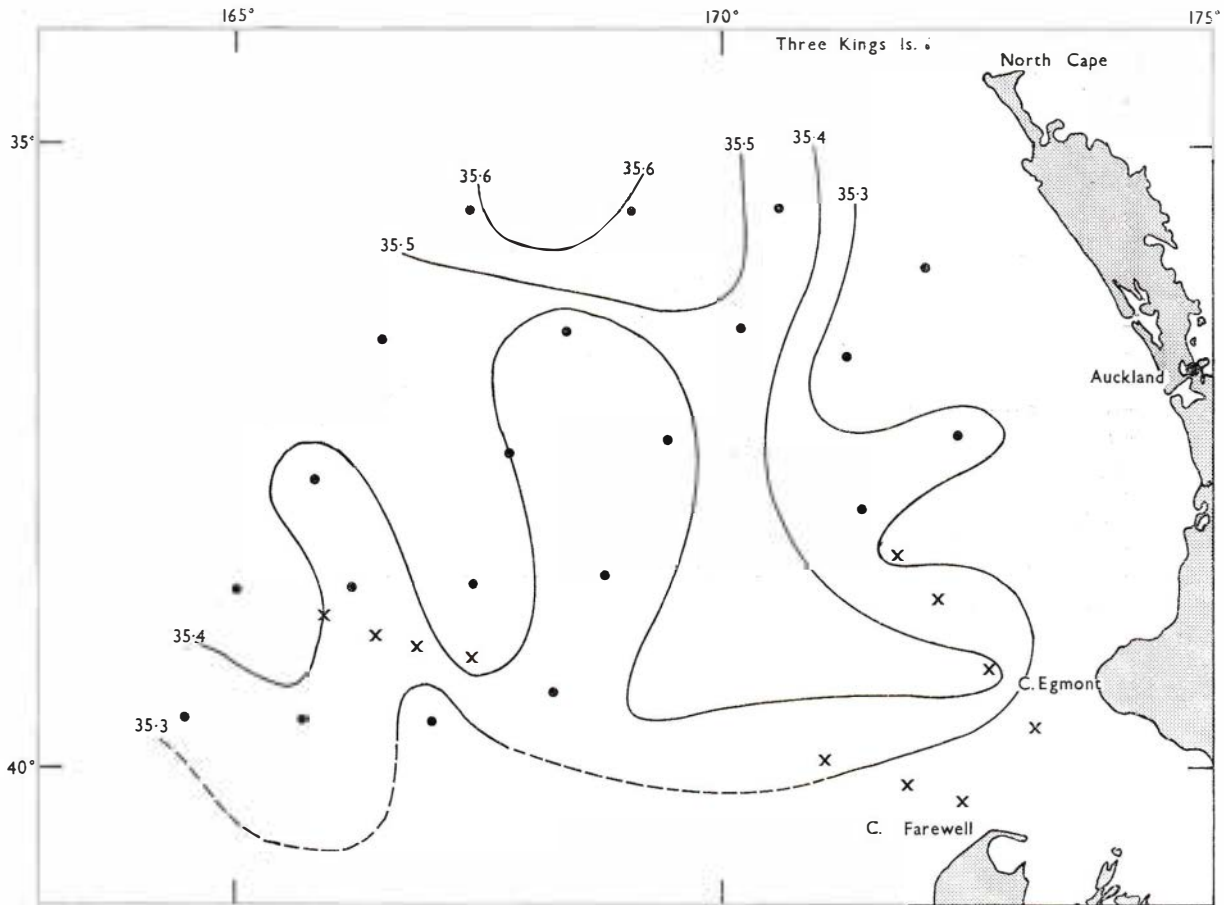 165°
170°
175°
Three Kings Is.
North Cape
35°
35·4
35·5
35·6
35·6
35·3
35·5
Auckland
35·4
C. Egmont
35·3
40°
C. Farewell